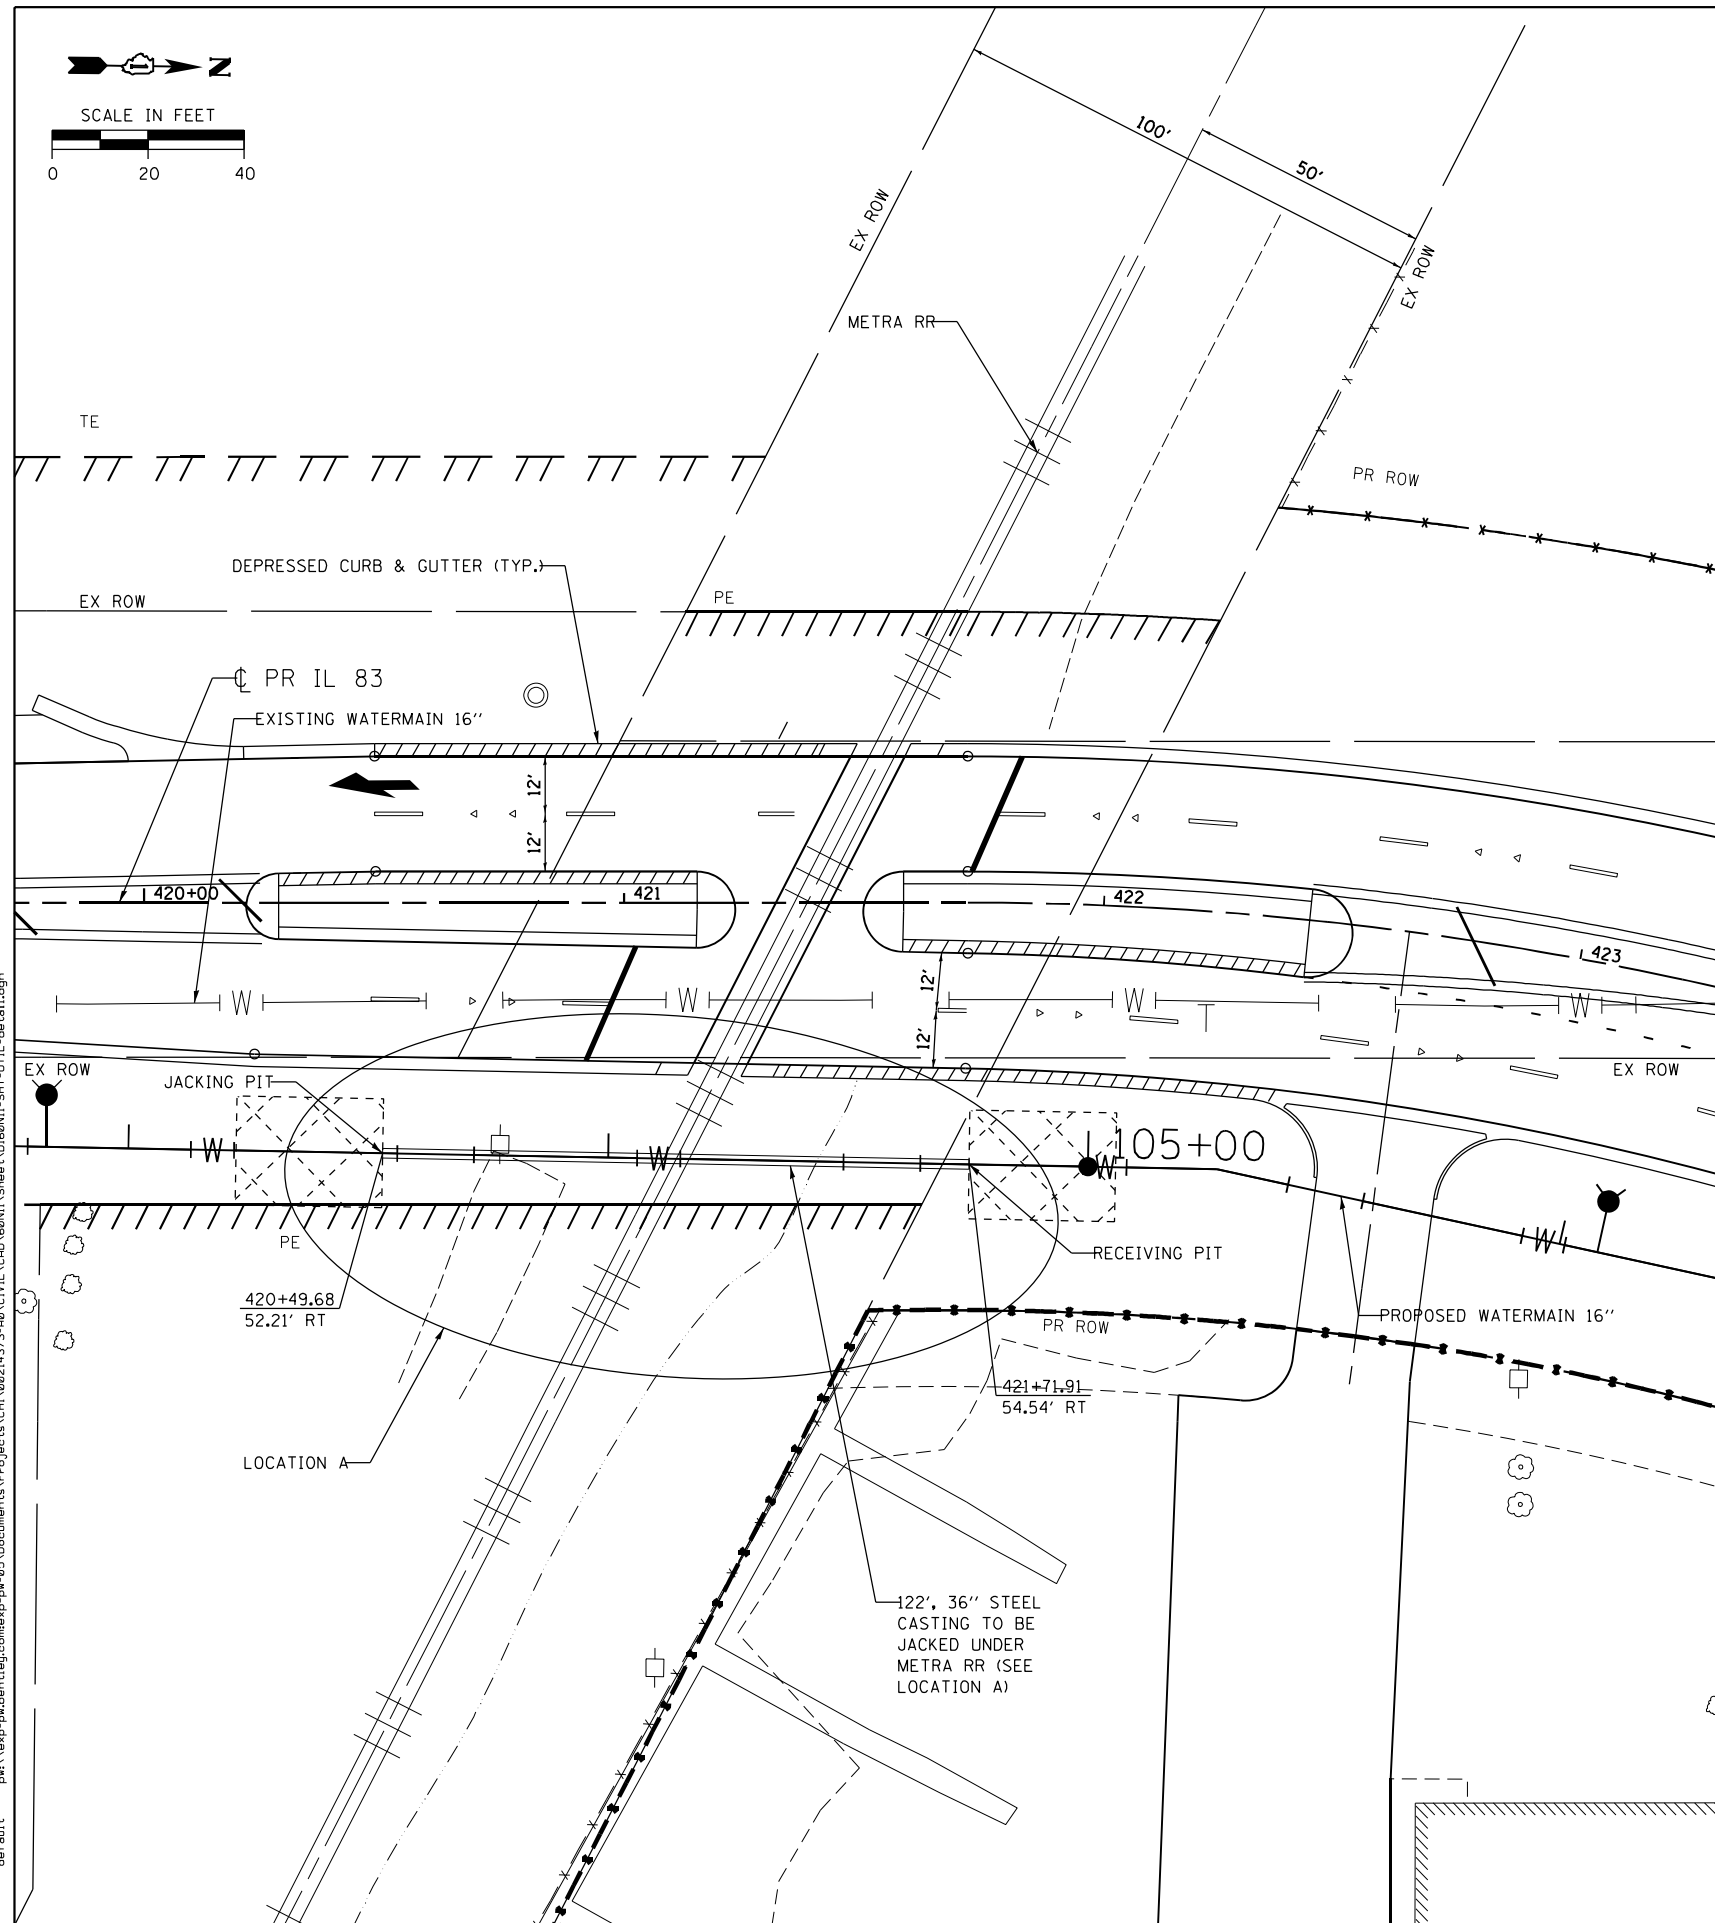 N
SCALE IN FEET
0 20 40
100'
50'
EX ROW
EX ROW
METRA RR
TE
PR ROW
DEPRESSED CURB & GUTTER (TYP.)
EX ROW
PE
℄ PR IL 83
EXISTING WATERMAIN 16''
12'
12'
420+00
421
422
423
12'
12'
W
W
W
W
EX ROW
EX ROW
JACKING PIT
W
W
W
105+00
W
PE
RECEIVING PIT
420+49.68
52.21' RT
PROPOSED WATERMAIN 16''
PR ROW
421+71.91
54.54' RT
LOCATION A
122', 36'' STEEL
CASTING TO BE
JACKED UNDER
METRA RR (SEE
LOCATION A)